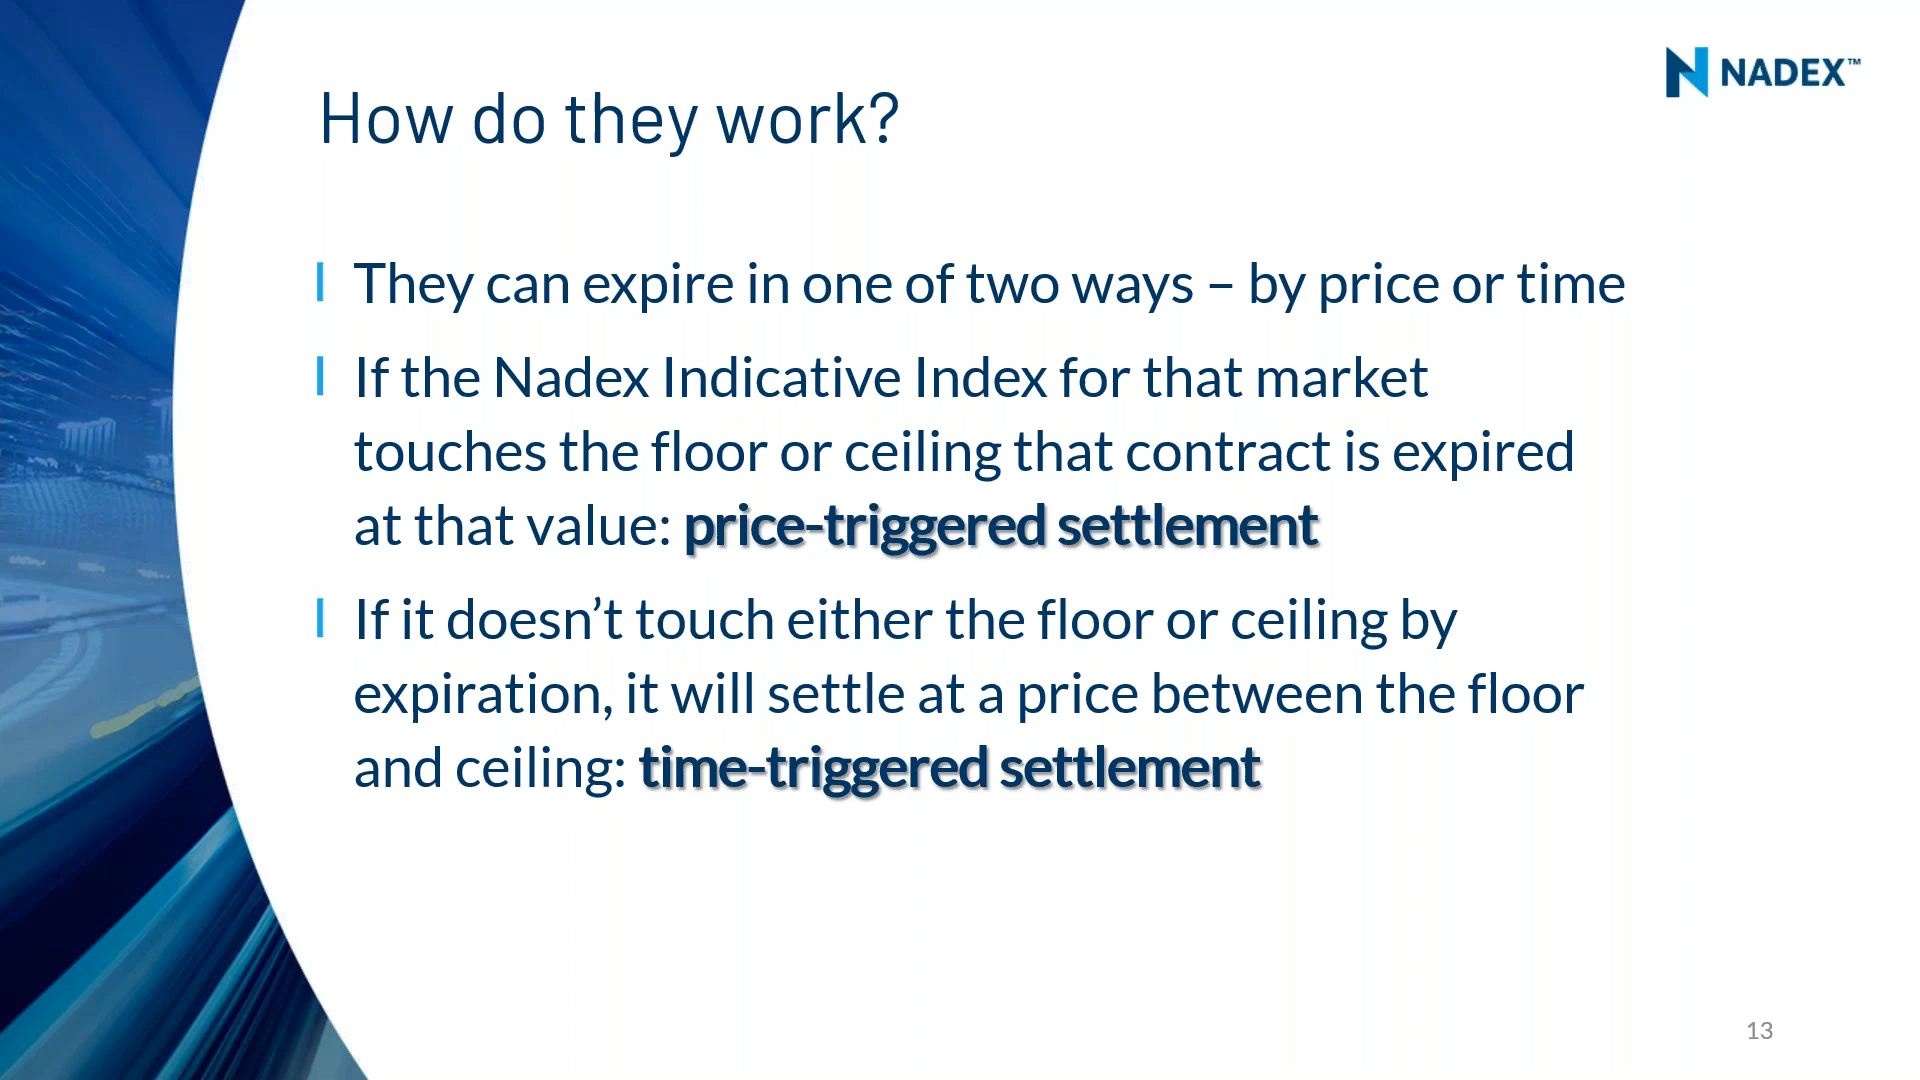 NADEX™
How do they work?
They can expire in one of two ways – by price or time
If the Nadex Indicative Index for that market
touches the floor or ceiling that contract is expired
at that value: price-triggered settlement
If it doesn’t touch either the floor or ceiling by
expiration, it will settle at a price between the floor
and ceiling: time-triggered settlement
13